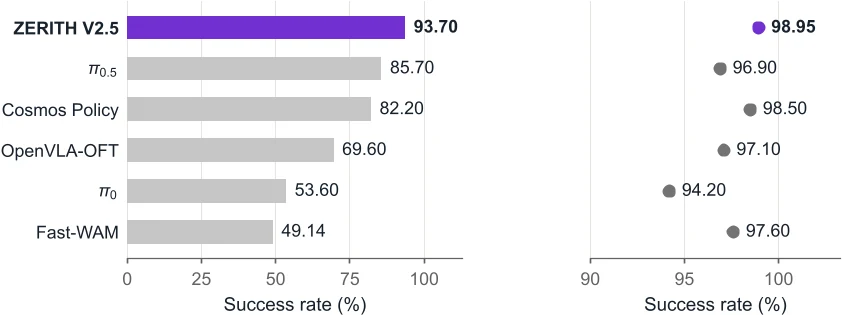 ZERITH V2.5 93.70 98.95
π0.5 85.70 96.90
Cosmos Policy 82.20 98.50
OpenVLA-OFT 69.60 97.10
π0 53.60 94.20
Fast-WAM 49.14 97.60
0 25 50 75 100 90 95 100
Success rate (%) Success rate (%)